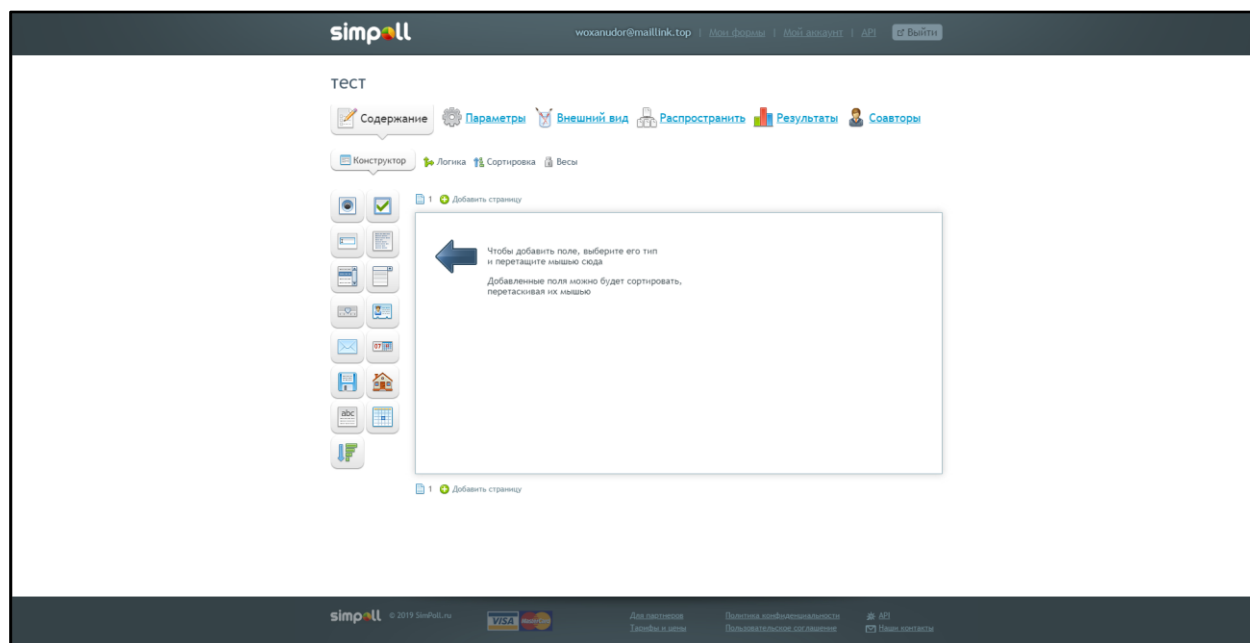 simpoll
woxanudor@maillink.top | Мои формы | Мой аккаунт | API Выйти
тест
Содержание Параметры Внешний вид Распространить Результаты Соавторы
Конструктор Логика Сортировка Весы
1 Добавить страницу
Чтобы добавить поле, выберите его тип
и перетащите мышью сюда
Добавленные поля можно будет сортировать,
перетаскивая их мышью
abc
1 Добавить страницу
simpoll © 2019 SimPoll.ru VISA MasterCard
Для партнеров Политика конфиденциальности API
Тарифы и цены Пользовательское соглашение Наши контакты